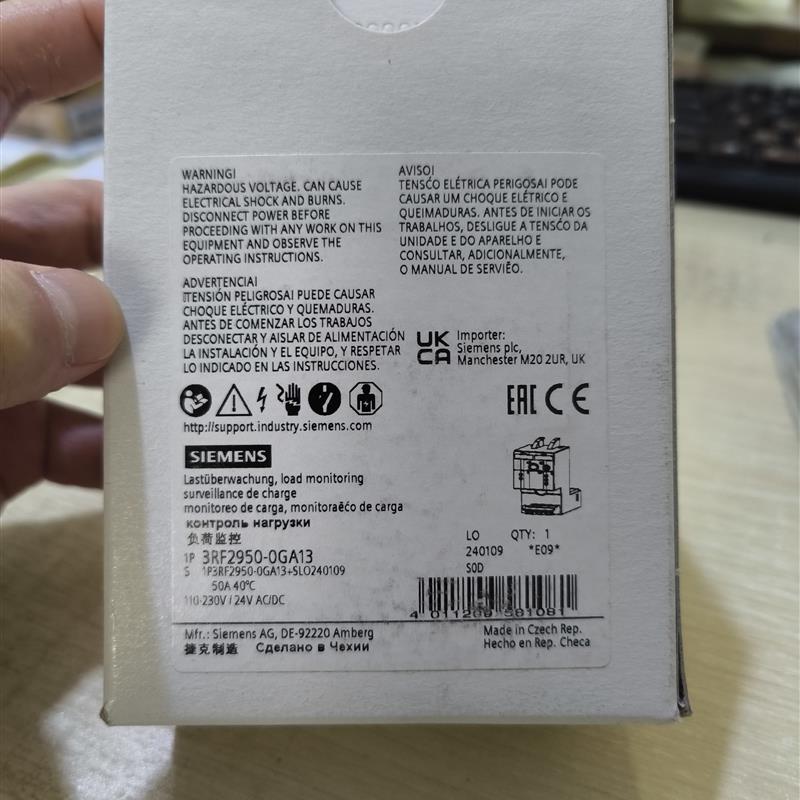 WARNING!
HAZARDOUS VOLTAGE. CAN CAUSE
ELECTRICAL SHOCK AND BURNS.
DISCONNECT POWER BEFORE
PROCEEDING WITH ANY WORK ON THIS
EQUIPMENT AND OBSERVE THE
OPERATING INSTRUCTIONS.
AVISO!
TENSĆO ELÉTRICA PERIGOSA! PODE
CAUSAR UM CHOQUE ELÉTRICO E
QUEIMADURAS. ANTES DE INICIAR OS
TRABALHOS, DESLIGUE A TENSĆO DA
UNIDADE E DO APARELHO E
CONSULTAR, ADICIONALMENTE,
O MANUAL DE SERVIĒO.
ADVERTENCIA!
TENSIÓN PELIGROSA! PUEDE CAUSAR
CHOQUE ELÉCTRICO Y QUEMADURAS.
ANTES DE COMENZAR LOS TRABAJOS
DESCONECTAR Y AISLAR DE ALIMENTACIÓN
LA INSTALACIÓN Y EL EQUIPO, Y RESPETAR
LO INDICADO EN LAS INSTRUCCIONES.
UK
CA
Importer:
Siemens plc,
Manchester M20 2UR, UK
EAC CE
http://support.industry.siemens.com
SIEMENS
Lastüberwachung, load monitoring
surveillance de charge
monitoreo de carga, monitoraēćo de carga
контроль нагрузки
负荷监控
1P 3RF2950-0GA13
S 1P3RF2950-0GA13+SLO240109
50A 40°C
110-230V / 24V AC/DC
LO QTY: 1
240109 *E09*
S0D
4 011209 581081
Mfr.: Siemens AG, DE-92220 Amberg
捷克制造 Сделано в Чехии
Made in Czech Rep.
Hecho en Rep. Checa